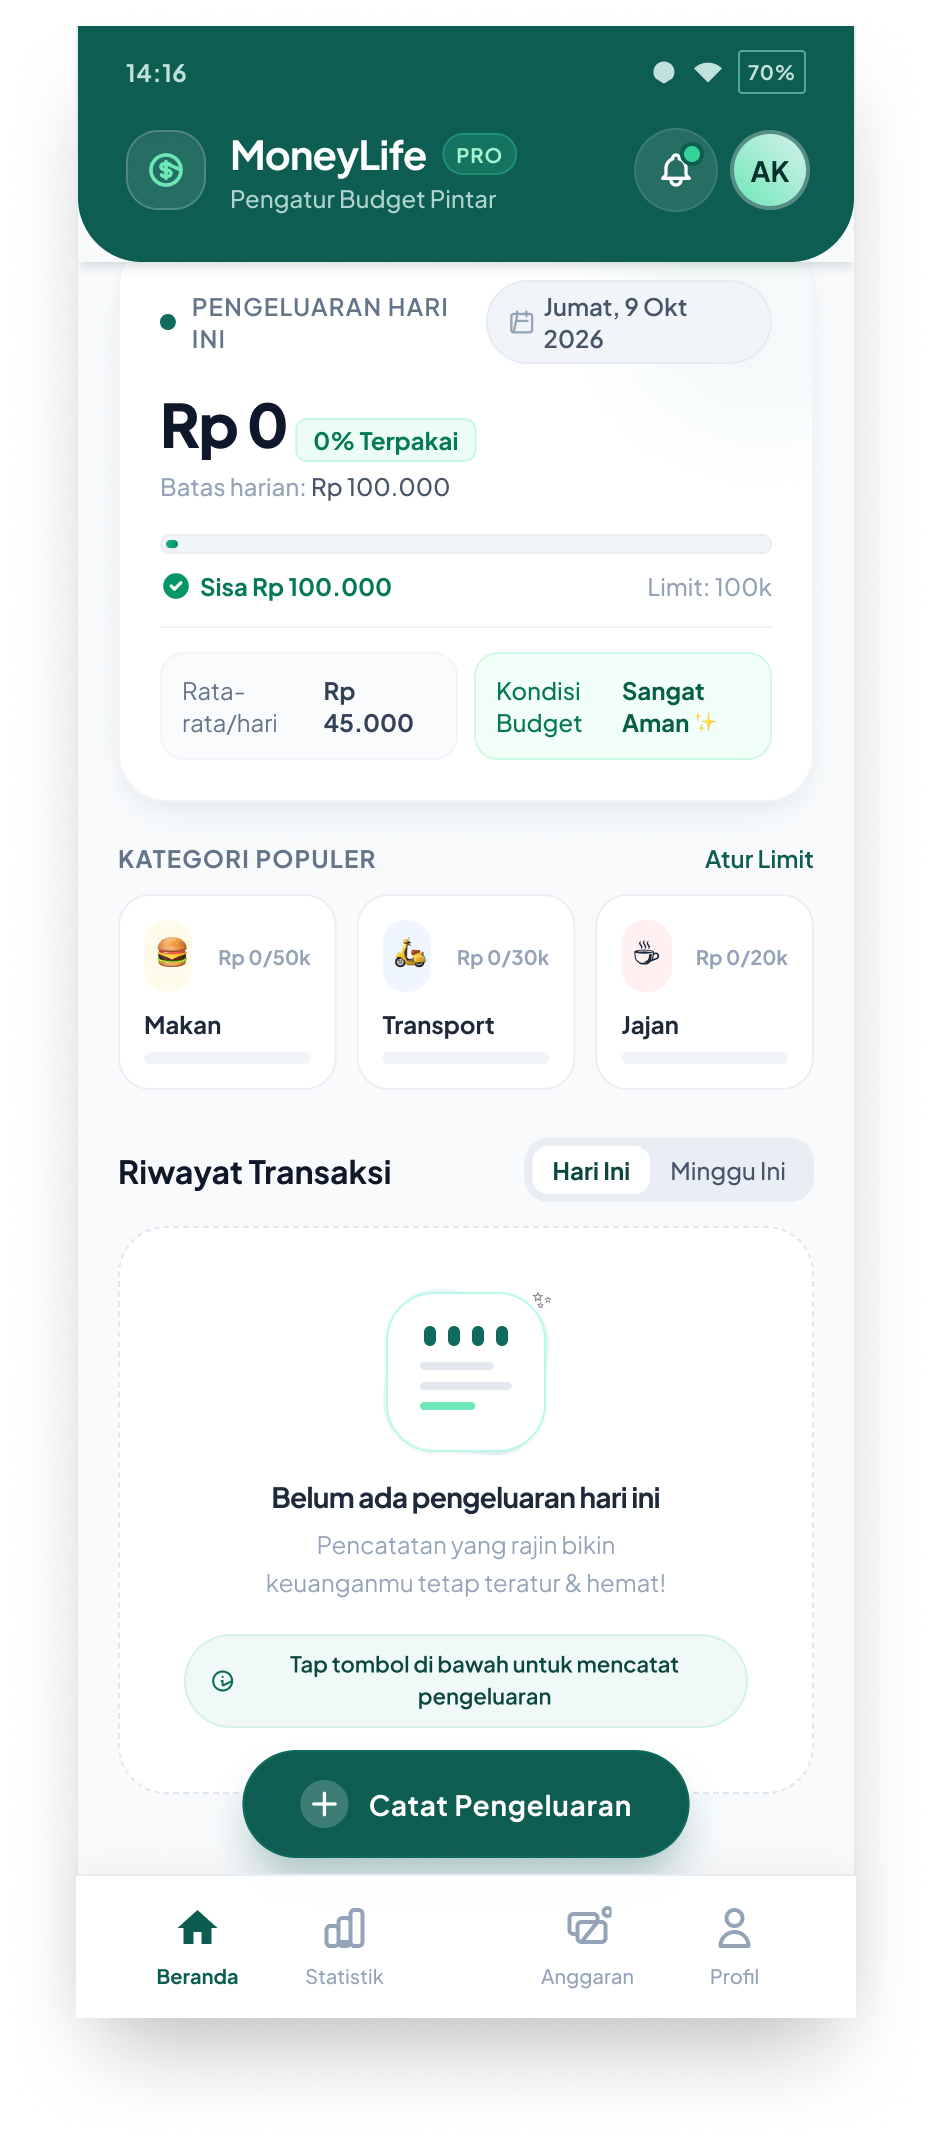 14:16
70%
MoneyLife PRO
Pengatur Budget Pintar
AK
PENGELUARAN HARI
INI
Jumat, 9 Okt
2026
Rp 0
0% Terpakai
Batas harian: Rp 100.000
Sisa Rp 100.000
Limit: 100k
Rata-
rata/hari
Rp
45.000
Kondisi
Budget
Sangat
Aman ✨
KATEGORI POPULER
Atur Limit
Rp 0/50k
Makan
Rp 0/30k
Transport
Rp 0/20k
Jajan
Riwayat Transaksi
Hari Ini
Minggu Ini
Belum ada pengeluaran hari ini
Pencatatan yang rajin bikin
keuanganmu tetap teratur & hemat!
Tap tombol di bawah untuk mencatat
pengeluaran
Catat Pengeluaran
Beranda
Statistik
Anggaran
Profil